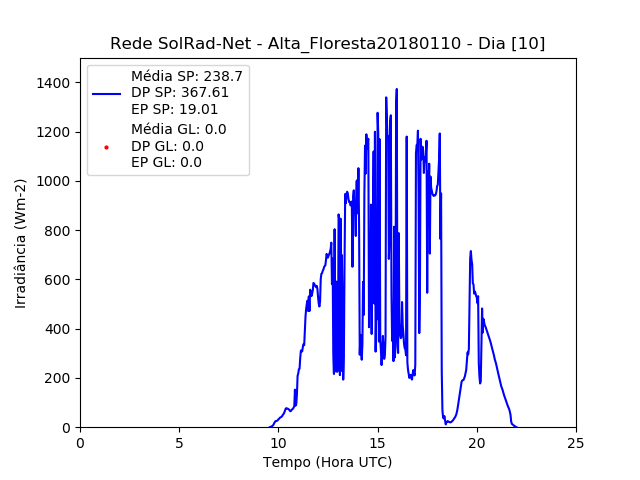 Rede SolRad-Net - Alta_Floresta20180110 - Dia [10]
Média SP: 238.7
DP SP: 367.61
EP SP: 19.01
Média GL: 0.0
DP GL: 0.0
EP GL: 0.0
Irradiância (Wm-2)
1400
1200
1000
800
600
400
200
0
0 5 10 15 20 25
Tempo (Hora UTC)